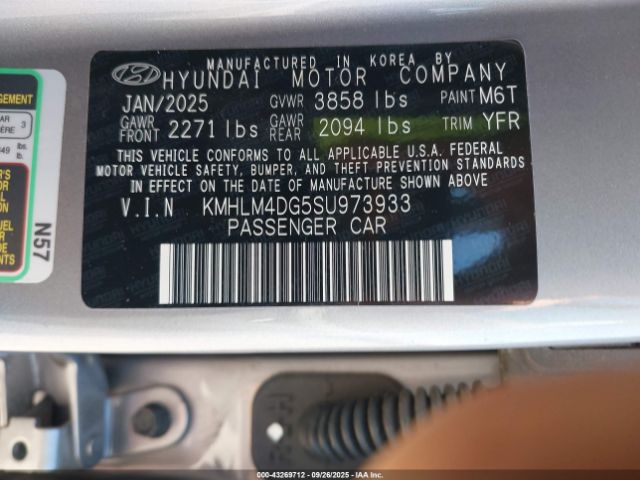 MANUFACTURED IN KOREA BY
HYUNDAI MOTOR COMPANY
JAN/2025 GVWR 3858 lbs PAINT M6T
GAWR FRONT 2271 lbs GAWR REAR 2094 lbs TRIM YFR
THIS VEHICLE CONFORMS TO ALL APPLICABLE U.S.A. FEDERAL
MOTOR VEHICLE SAFETY, BUMPER, AND THEFT PREVENTION STANDARDS
IN EFFECT ON THE DATE OF MANUFACTURE SHOWN ABOVE.
V.I.N KMHLM4DG5SU973933
PASSENGER CAR
N57
© 000-43269712 - 09/26/2025 - IAAI.COM